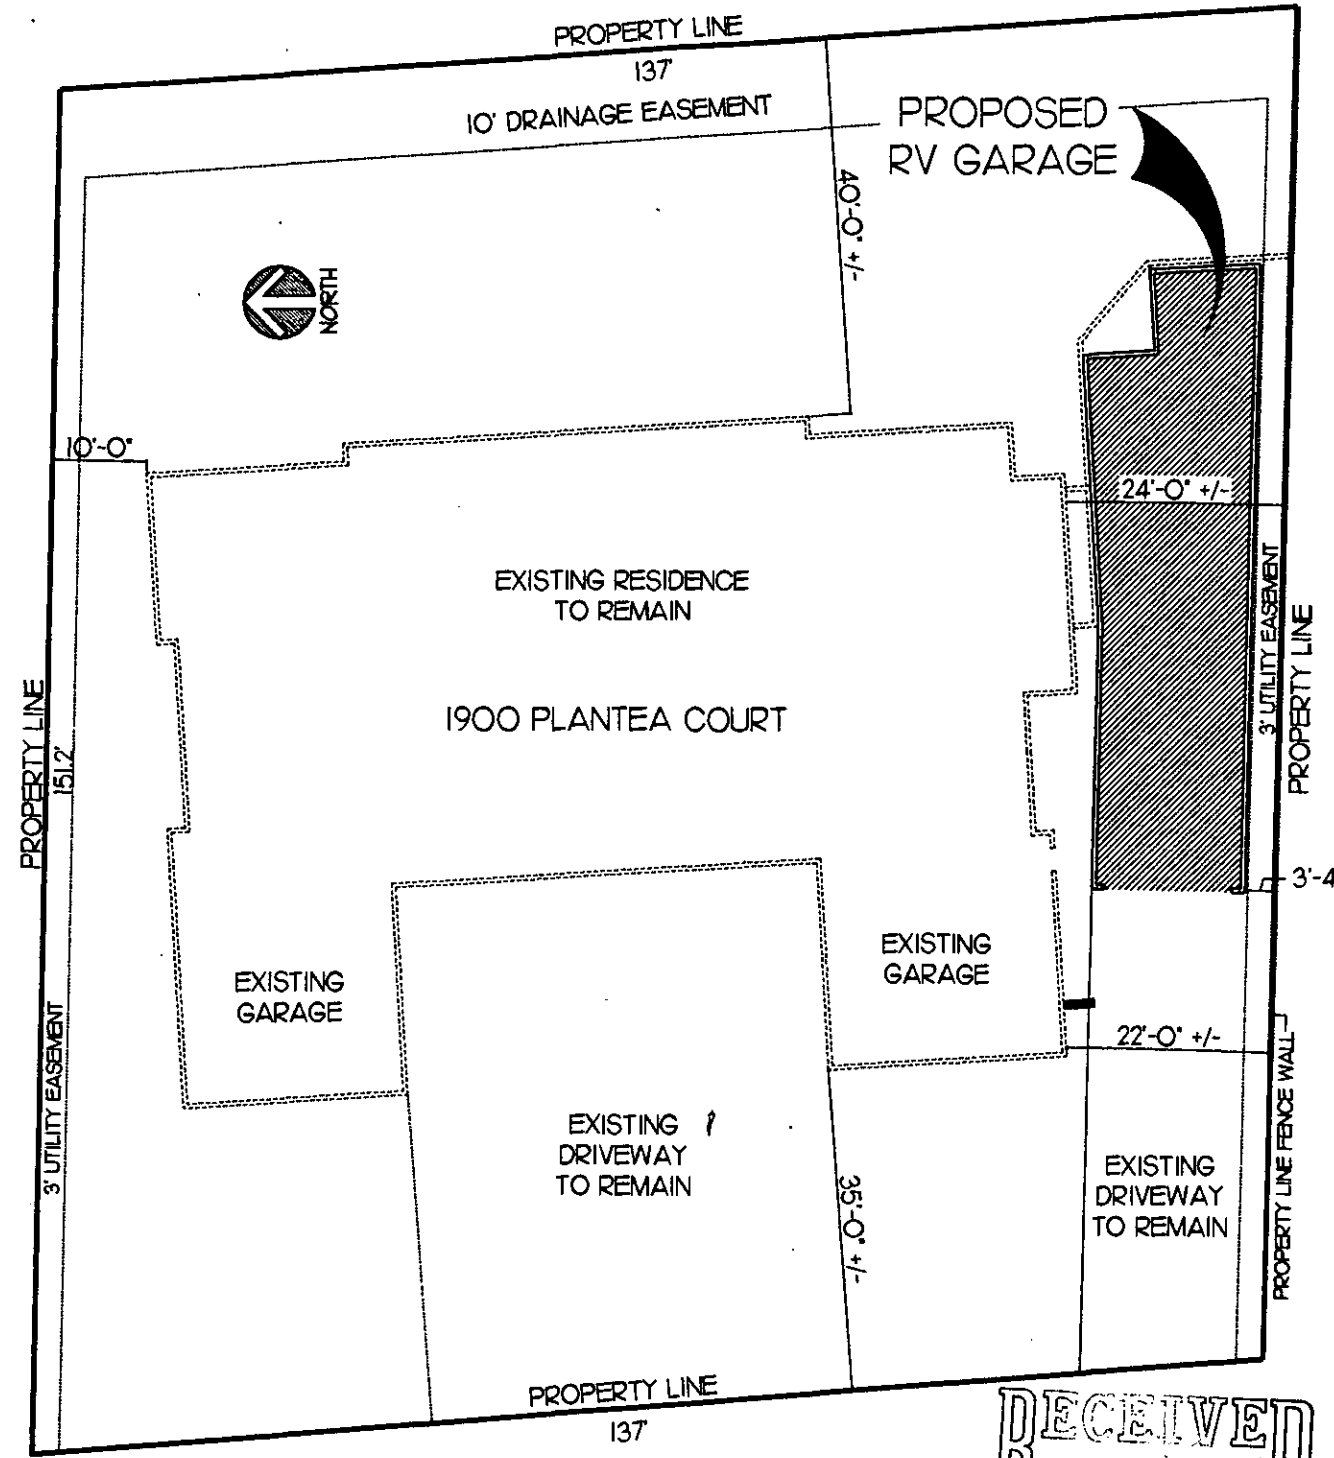 PROPERTY LINE
137'
10' DRAINAGE EASEMENT
PROPOSED
RV GARAGE
40'-0" +/-
NORTH
10'-0"
24'-0" +/-
EXISTING RESIDENCE
TO REMAIN
1900 PLANTEA COURT
3' UTILITY EASEMENT
PROPERTY LINE
PROPERTY LINE
151.2'
3'-4
EXISTING
GARAGE
EXISTING
GARAGE
3' UTILITY EASEMENT
22'-0" +/-
PROPERTY LINE FENCE WALL
EXISTING
DRIVEWAY
TO REMAIN
35'-0" +/-
EXISTING
DRIVEWAY
TO REMAIN
PROPERTY LINE
137'
RECEIVED